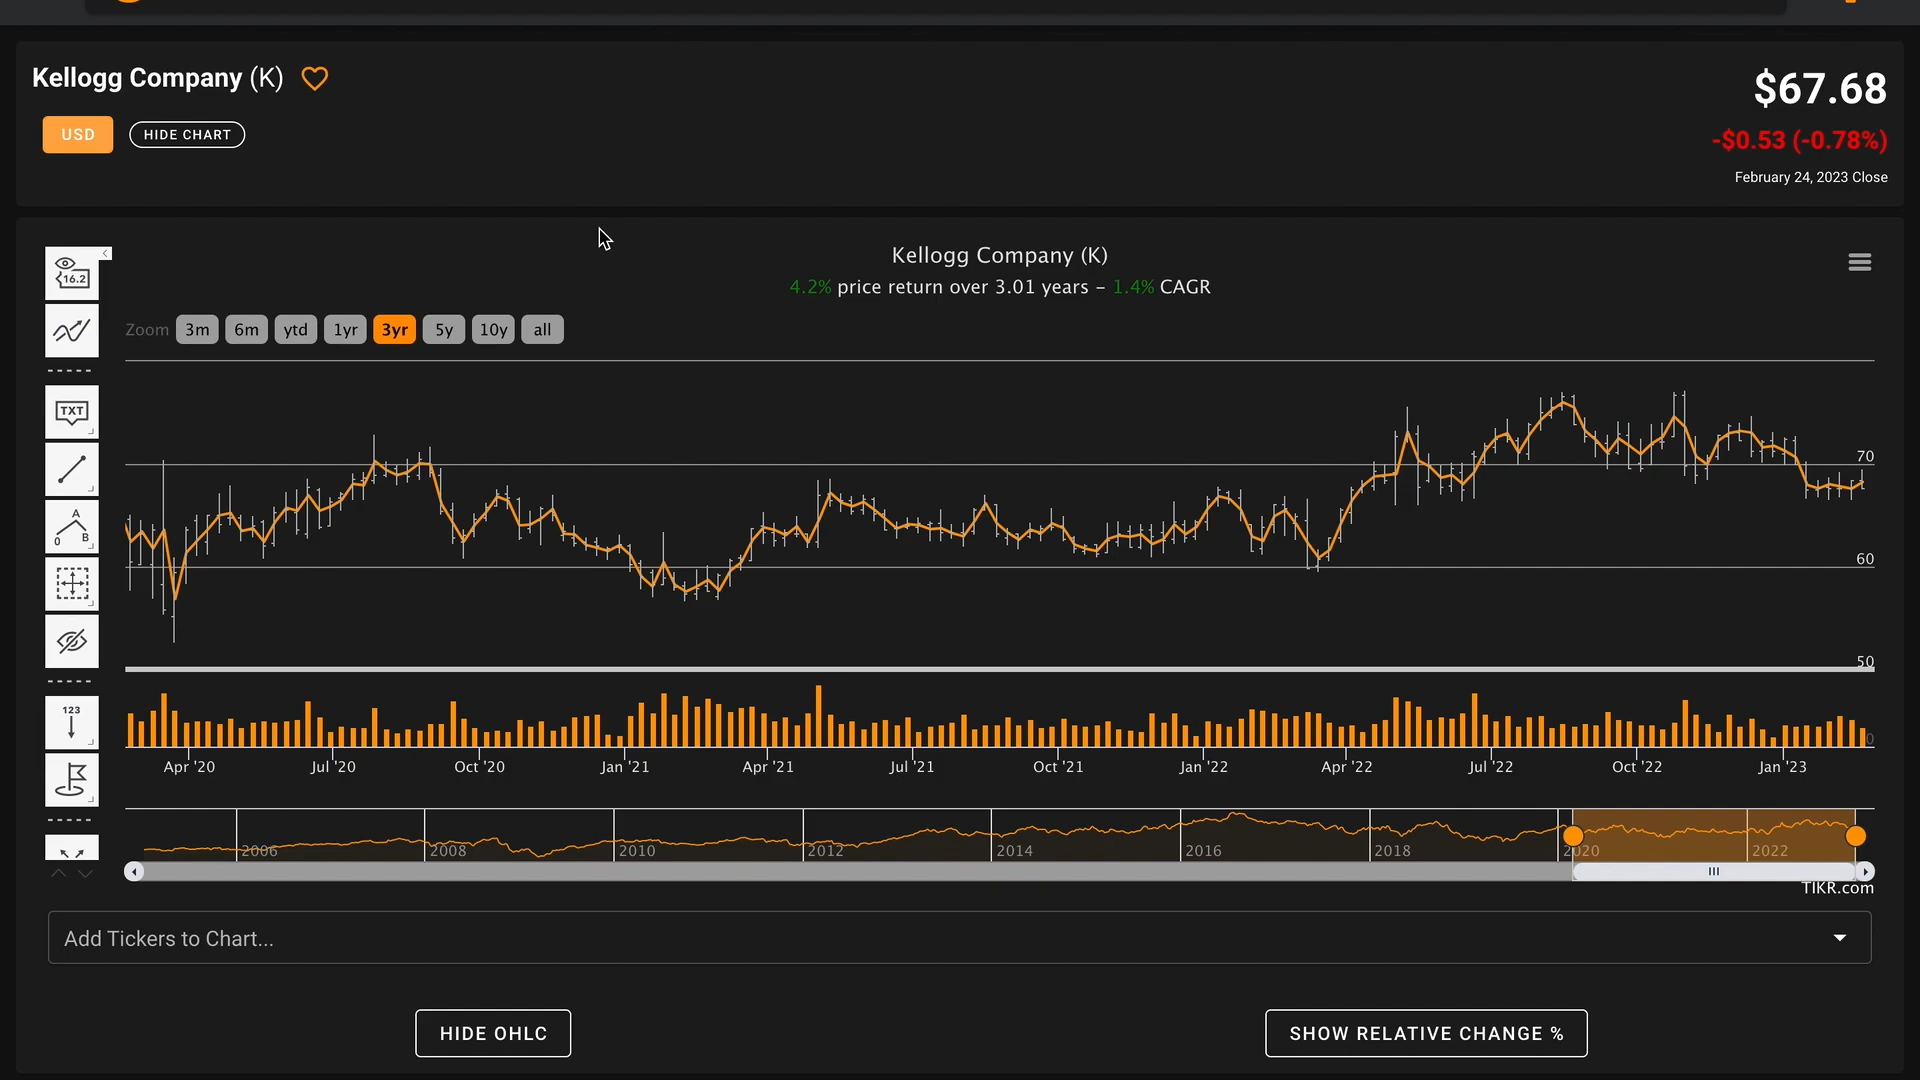 Kellogg Company (K)
$67.68
USD
HIDE CHART
-$0.53 (-0.78%)
February 24, 2023 Close
Kellogg Company (K)
4.2% price return over 3.01 years – 1.4% CAGR
16.2
Zoom 3m 6m ytd 1yr 3yr 5y 10y all
TXT
70
A
0 B
60
50
123
0
Apr '20 Jul '20 Oct '20 Jan '21 Apr '21 Jul '21 Oct '21 Jan '22 Apr '22 Jul '22 Oct '22 Jan '23
2006 2008 2010 2012 2014 2016 2018 2020 2022
TIKR.com
Add Tickers to Chart...
HIDE OHLC
SHOW RELATIVE CHANGE %